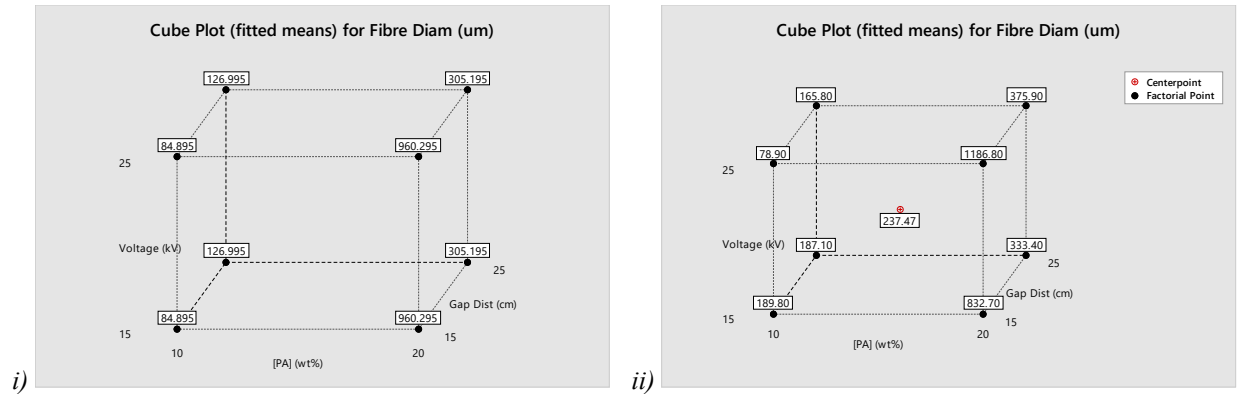 Cube Plot (fitted means) for Fibre Diam (um)
126.995
305.195
84.895
960.295
25
Voltage (kV)
126.995
305.195
25
Gap Dist (cm)
84.895
960.295
15
15
10
20
[PA] (wt%)
i)
Cube Plot (fitted means) for Fibre Diam (um)
Centerpoint
Factorial Point
165.80
375.90
78.90
1186.80
25
237.47
Voltage (kV)
187.10
333.40
25
Gap Dist (cm)
189.80
832.70
15
15
10
20
[PA] (wt%)
ii)